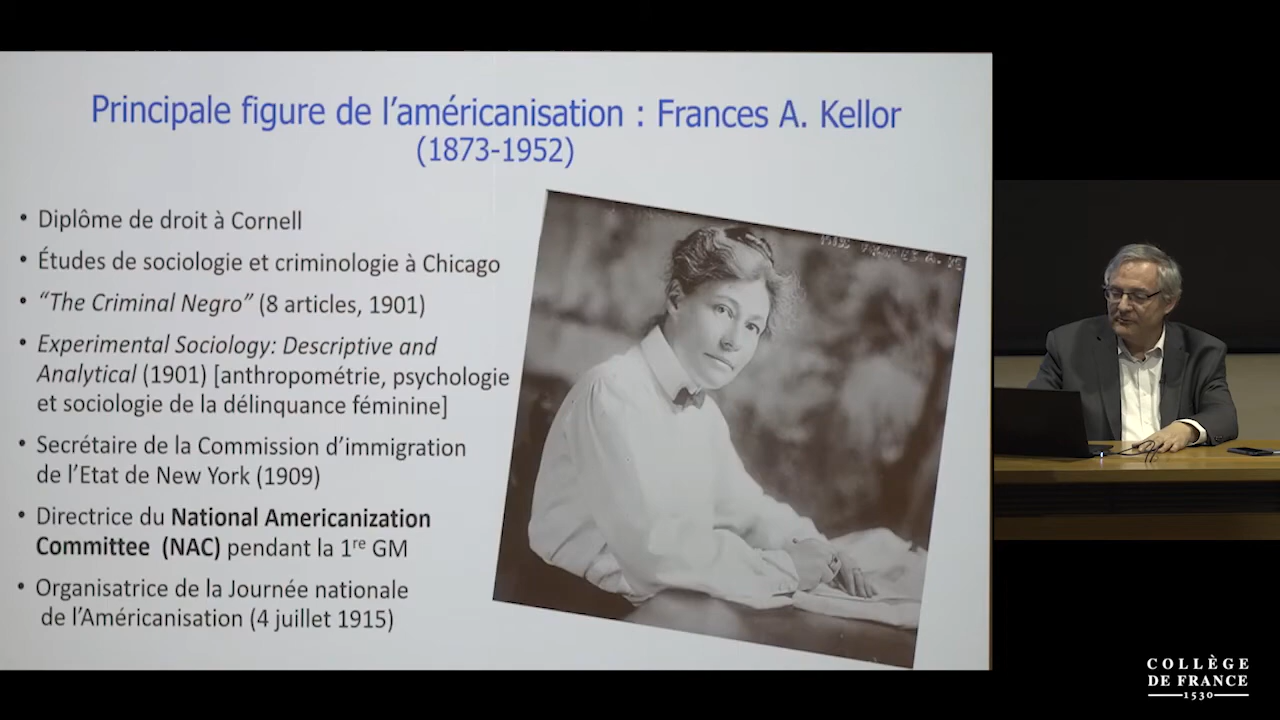 Principale figure de l’américanisation : Frances A. Kellor
(1873-1952)
• Diplôme de droit à Cornell
• Études de sociologie et criminologie à Chicago
• “The Criminal Negro” (8 articles, 1901)
• Experimental Sociology: Descriptive and
Analytical (1901) [anthropométrie, psychologie
et sociologie de la délinquance féminine]
• Secrétaire de la Commission d’immigration
de l’Etat de New York (1909)
• Directrice du National Americanization
Committee (NAC) pendant la 1re GM
• Organisatrice de la Journée nationale
de l’Américanisation (4 juillet 1915)
COLLÈGE
DE FRANCE
1530